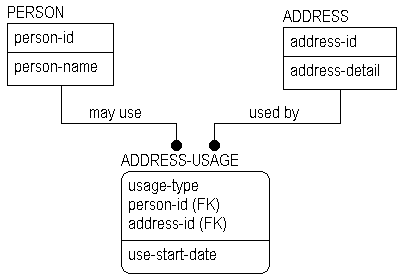 PERSON
person-id
person-name
ADDRESS
address-id
address-detail
may use
used by
ADDRESS-USAGE
usage-type
person-id (FK)
address-id (FK)
use-start-date